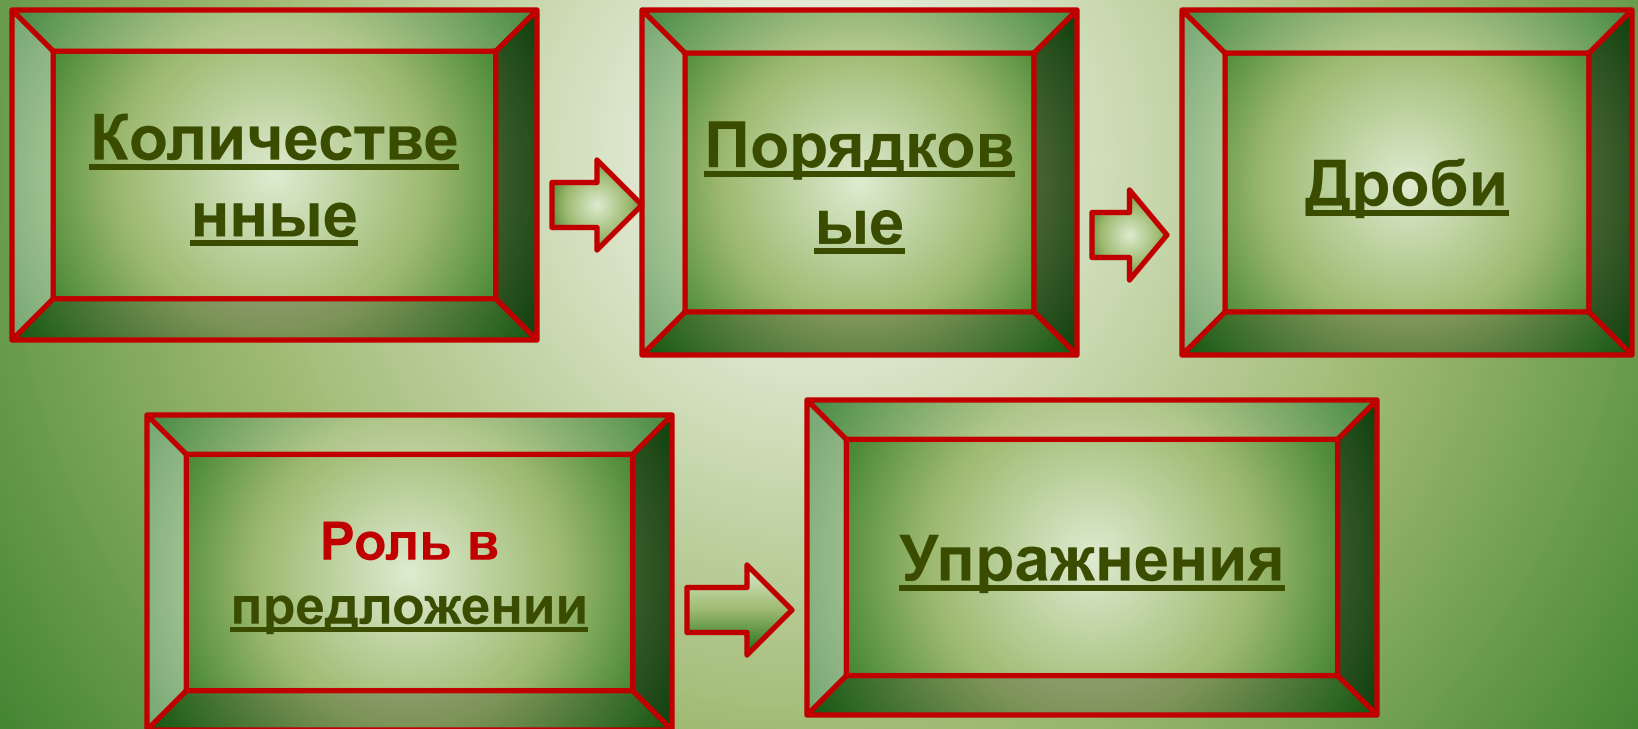 Количестве
нные
Порядков
ые
Дроби
Роль в
предложении
Упражнения